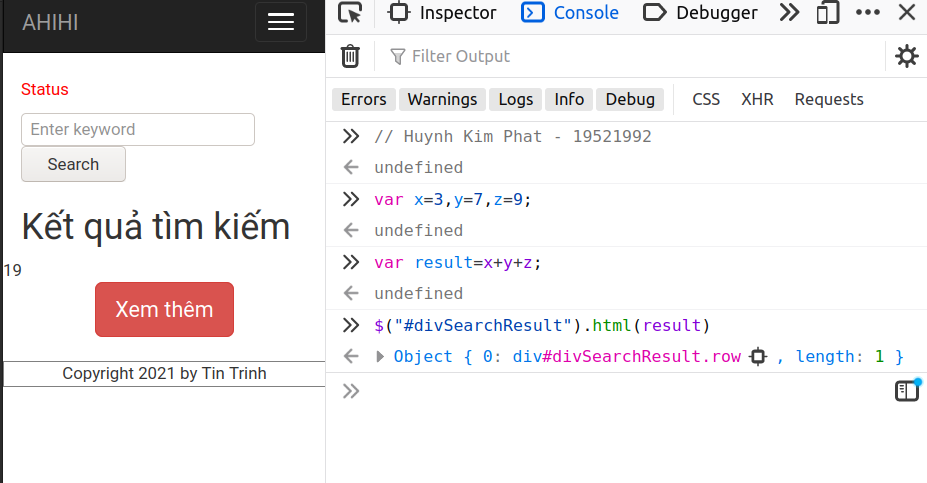 AHIHI
Status
Enter keyword
Search
Kết quả tìm kiếm
19
Xem thêm
Copyright 2021 by Tin Trinh
Inspector Console Debugger
Filter Output
Errors Warnings Logs Info Debug CSS XHR Requests
// Huynh Kim Phat - 19521992
undefined
var x=3,y=7,z=9;
undefined
var result=x+y+z;
undefined
$("#divSearchResult").html(result)
Object { 0: div#divSearchResult.row , length: 1 }